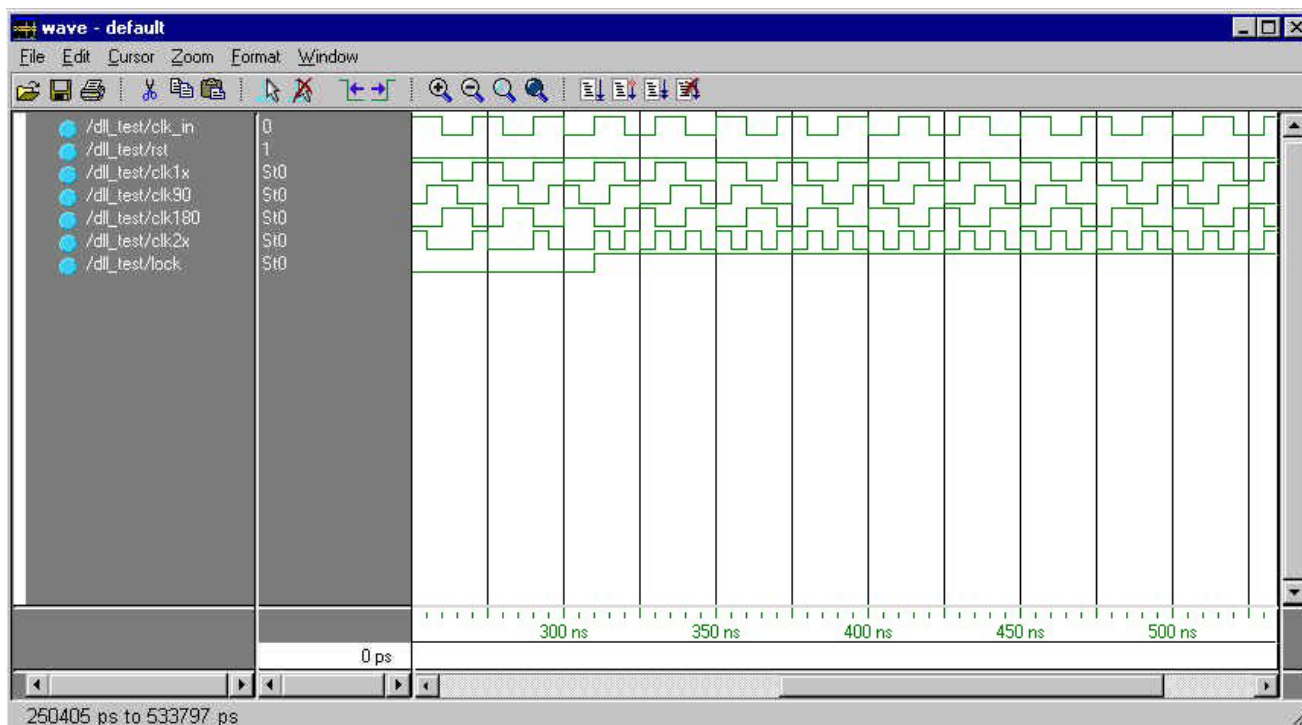 wave - default
File Edit Cursor Zoom Format Window
/dll_test/clk_in 0
/dll_test/rst 1
/dll_test/clk1x St0
/dll_test/clk90 St0
/dll_test/clk180 St0
/dll_test/clk2x St0
/dll_test/lock St0
300 ns 350 ns 400 ns 450 ns 500 ns
0 ps
250405 ps to 533797 ps